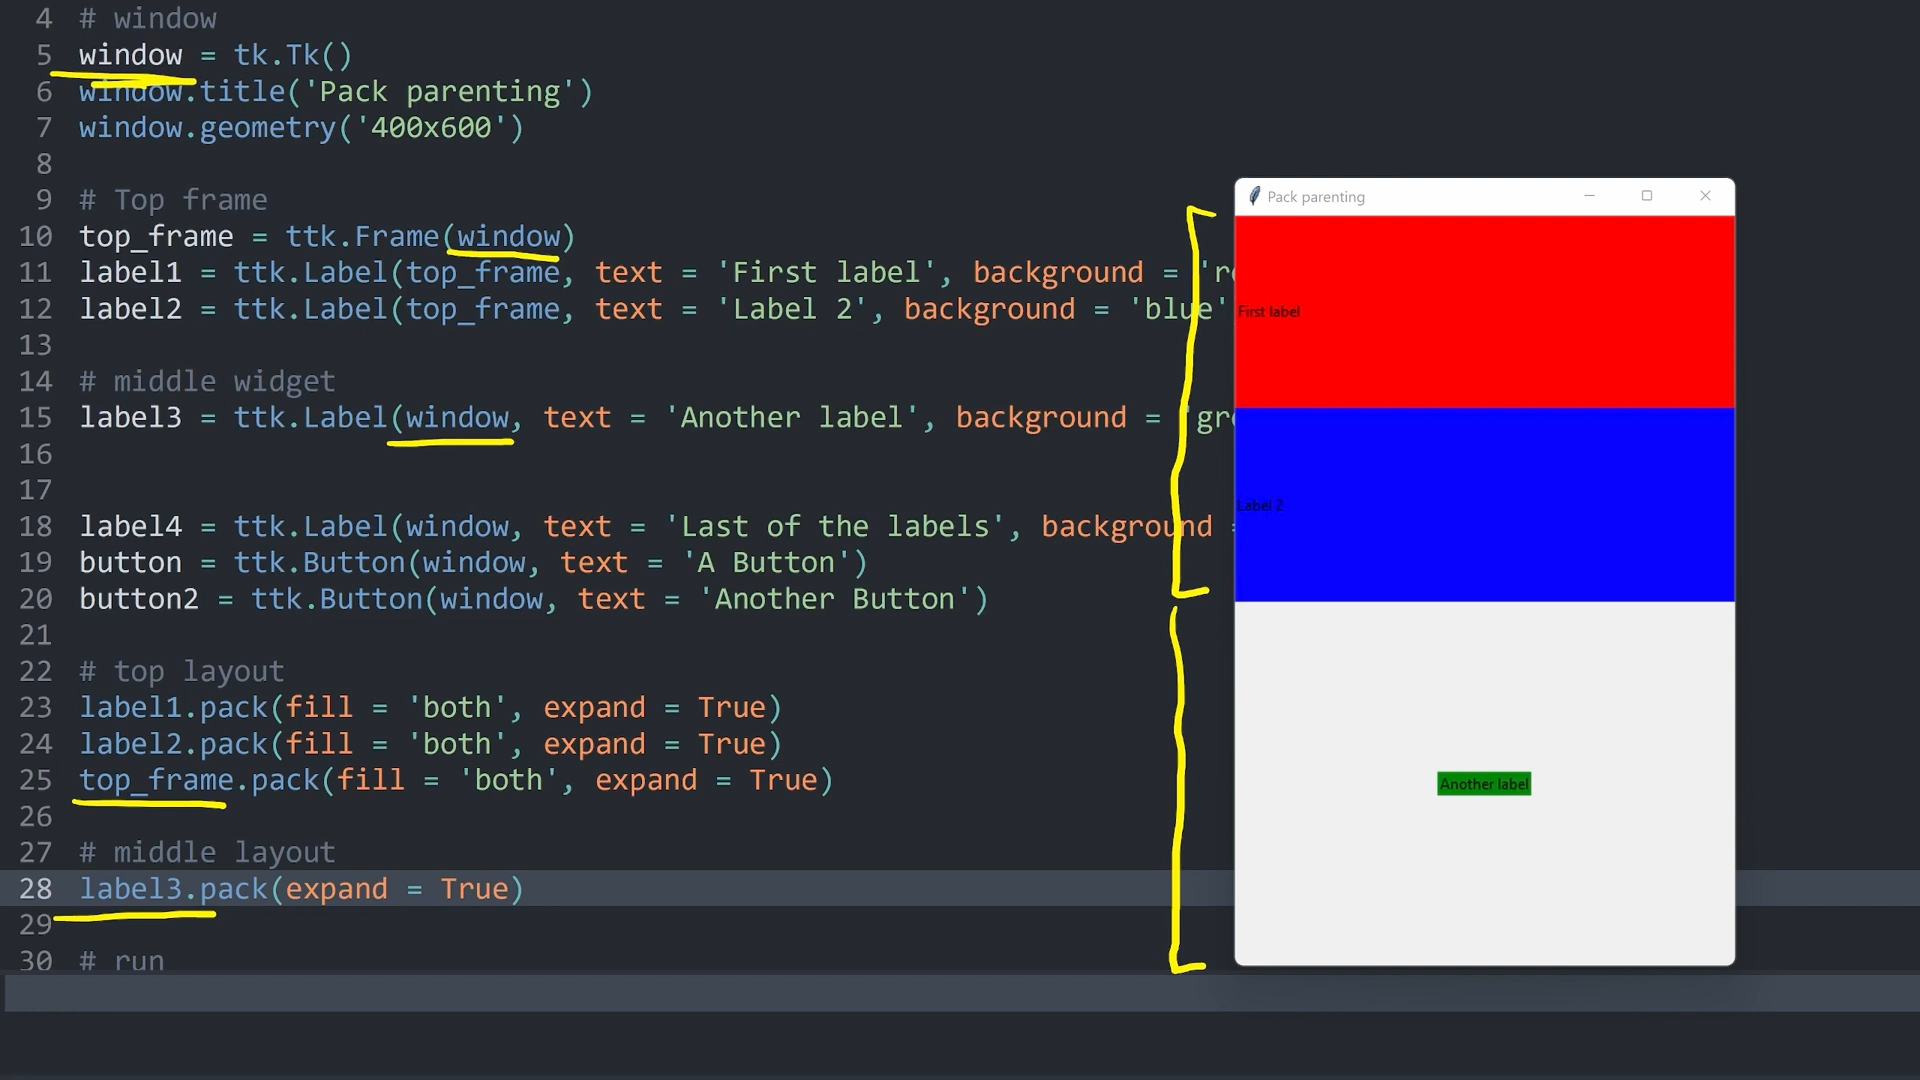 4 # window
5 window = tk.Tk()
6 window.title('Pack parenting')
7 window.geometry('400x600')
8
9 # Top frame
10 top_frame = ttk.Frame(window)
11 label1 = ttk.Label(top_frame, text = 'First label', background = 're
12 label2 = ttk.Label(top_frame, text = 'Label 2', background = 'blue'
13
14 # middle widget
15 label3 = ttk.Label(window, text = 'Another label', background = 'gre
16
17
18 label4 = ttk.Label(window, text = 'Last of the labels', background =
19 button = ttk.Button(window, text = 'A Button')
20 button2 = ttk.Button(window, text = 'Another Button')
21
22 # top layout
23 label1.pack(fill = 'both', expand = True)
24 label2.pack(fill = 'both', expand = True)
25 top_frame.pack(fill = 'both', expand = True)
26
27 # middle layout
28 label3.pack(expand = True)
29
30 # run
Pack parenting
First label
Label 2
Another label